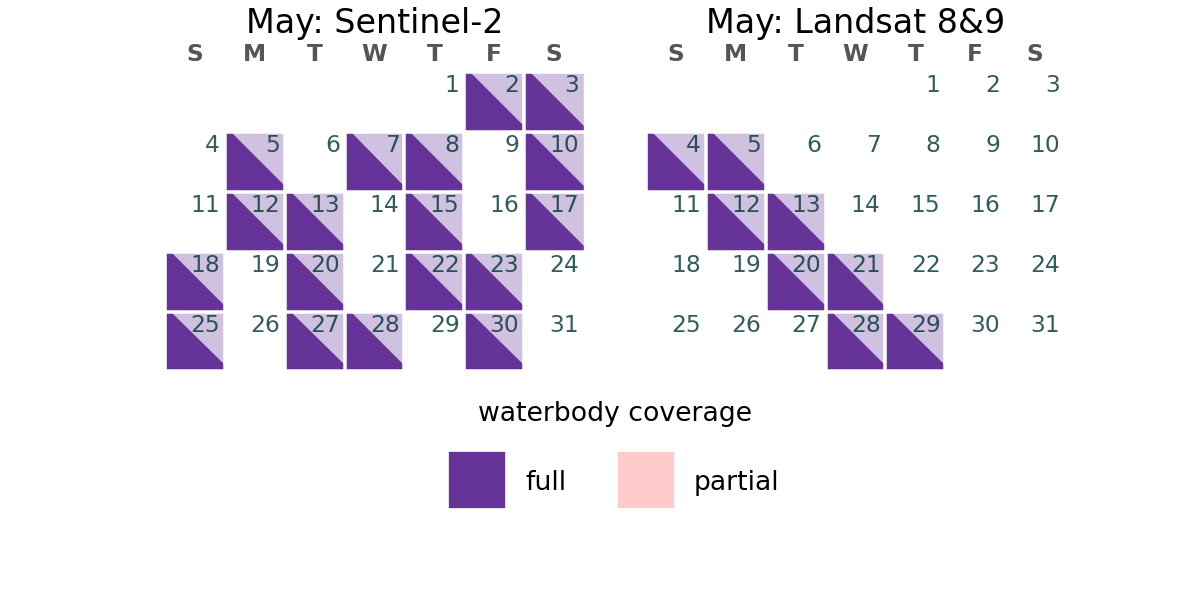 May: Sentinel-2
S M T W T F S
1 2 3
4 5 6 7 8 9 10
11 12 13 14 15 16 17
18 19 20 21 22 23 24
25 26 27 28 29 30 31
May: Landsat 8&9
S M T W T F S
1 2 3
4 5 6 7 8 9 10
11 12 13 14 15 16 17
18 19 20 21 22 23 24
25 26 27 28 29 30 31
waterbody coverage
full partial